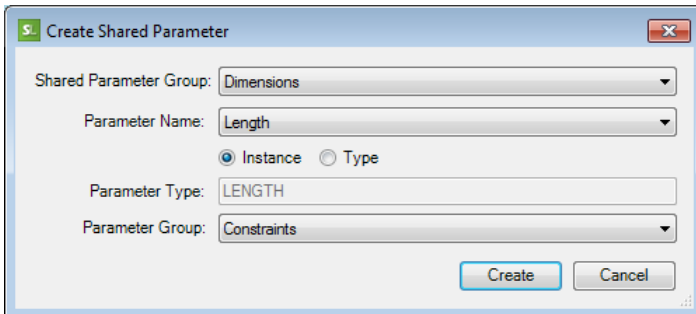 SL Create Shared Parameter
Shared Parameter Group: Dimensions
Parameter Name: Length
Instance Type
Parameter Type: LENGTH
Parameter Group: Constraints
Create Cancel